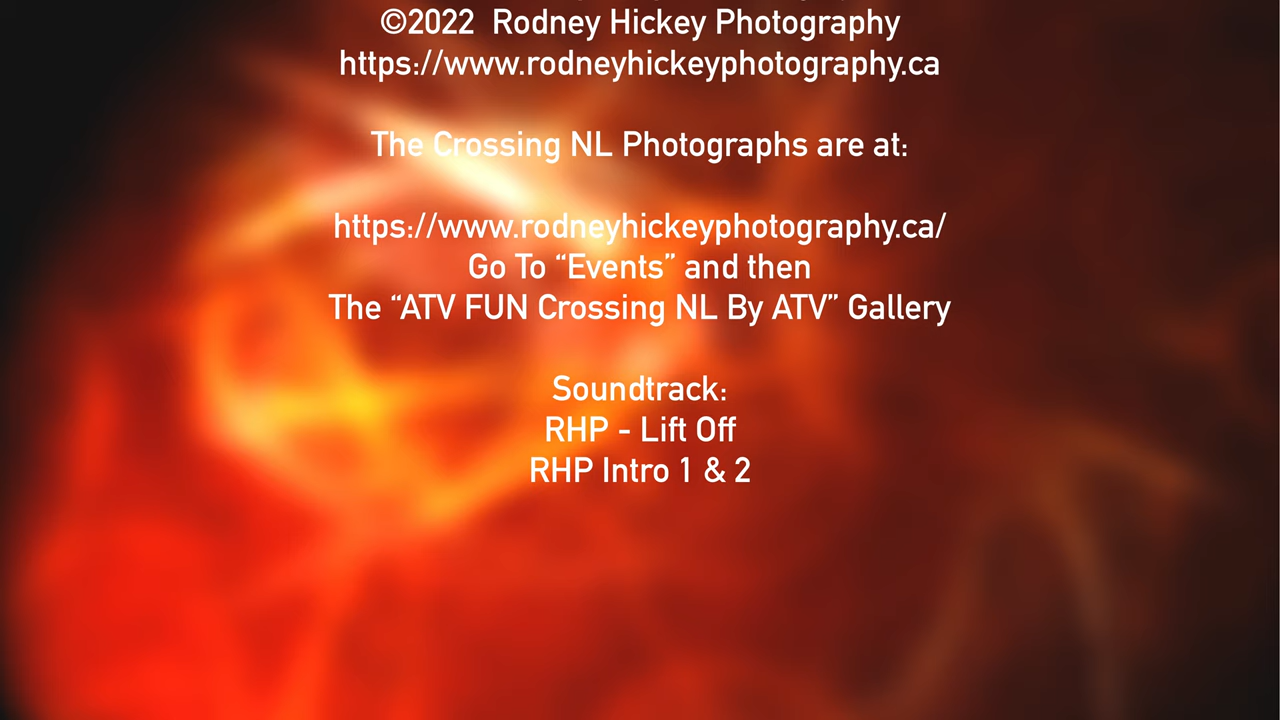 ©2022 Rodney Hickey Photography
https://www.rodneyhickeyphotography.ca
The Crossing NL Photographs are at:
https://www.rodneyhickeyphotography.ca/
Go To “Events” and then
The “ATV FUN Crossing NL By ATV” Gallery
Soundtrack:
RHP - Lift Off
RHP Intro 1 & 2